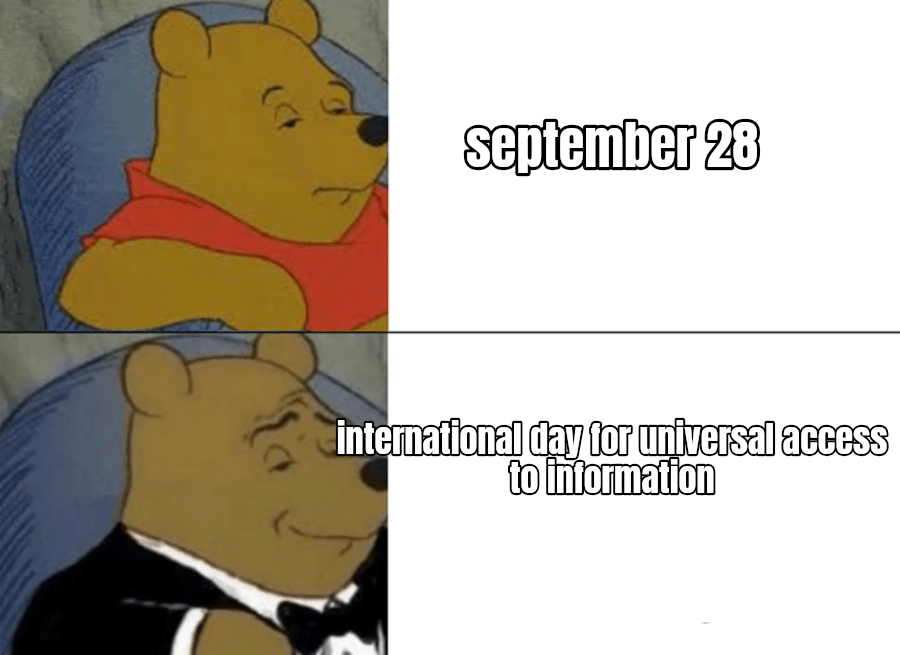 september 28
international day for universal access
to information